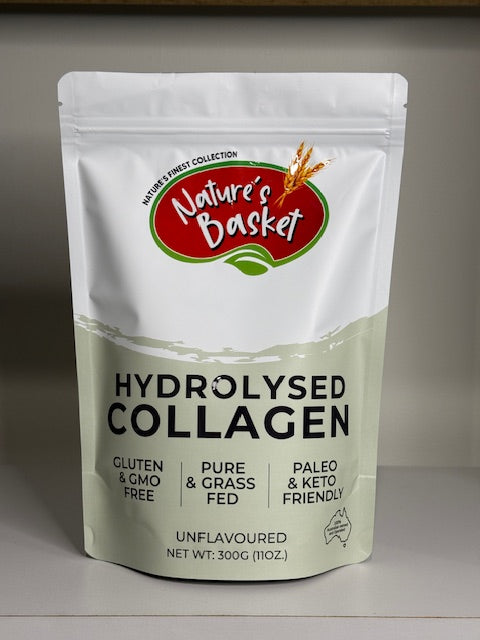 NATURE'S FINEST COLLECTION
Nature's
Basket
HYDROLYSED
COLLAGEN
GLUTEN
& GMO
FREE
PURE
& GRASS
FED
PALEO
& KETO
FRIENDLY
UNFLAVOURED
NET WT: 300G (11OZ.)
100%